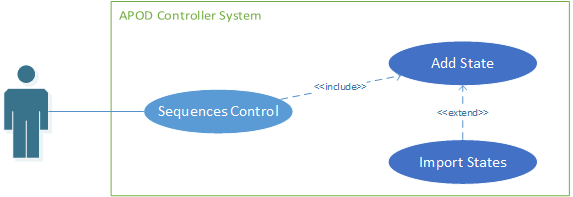 APOD Controller System
Add State
<<include>>
Sequences Control
<<extend>>
Import States